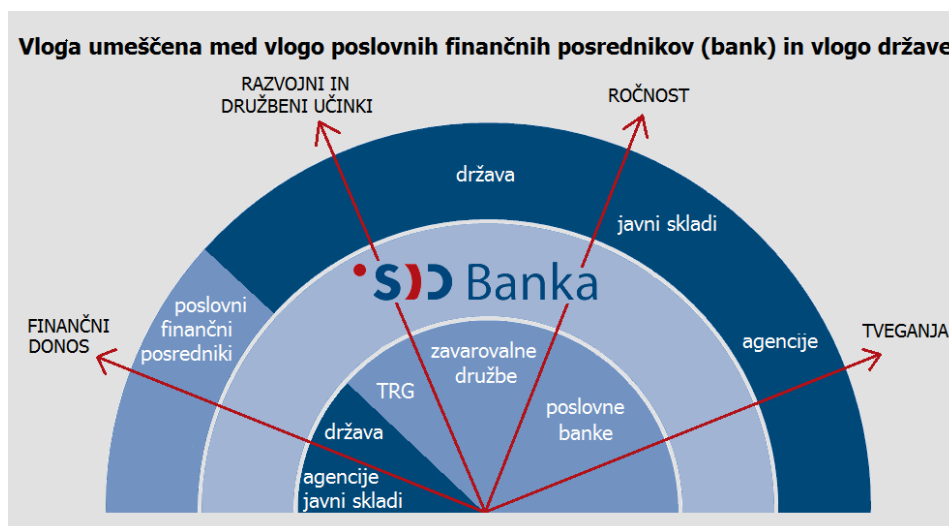 Vloga umeščena med vlogo poslovnih finančnih posrednikov (bank) in vlogo države
RAZVOJNI IN
DRUŽBENI UČINKI
ROČNOST
država
javni skladi
SID Banka
poslovni
finančni
posredniki
FINANČNI
DONOS
agencije
TVEGANJA
zavarovalne
družbe
TRG
poslovne
banke
država
agencije
javni skladi